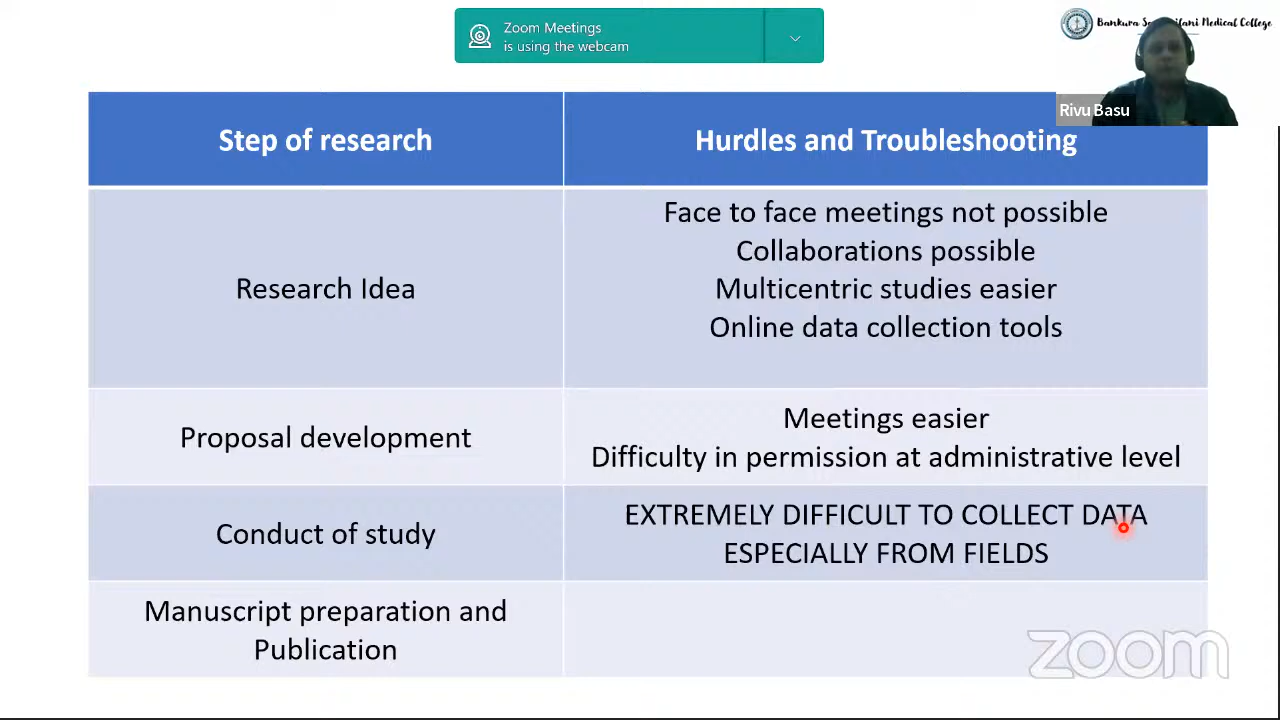 Zoom Meetings
is using the webcam
Bankura
Medical College
Rivu Basu
Step of research
Hurdles and Troubleshooting
Research Idea
Face to face meetings not possible
Collaborations possible
Multicentric studies easier
Online data collection tools
Proposal development
Meetings easier
Difficulty in permission at administrative level
Conduct of study
EXTREMELY DIFFICULT TO COLLECT DATA
ESPECIALLY FROM FIELDS
Manuscript preparation and
Publication
zoom